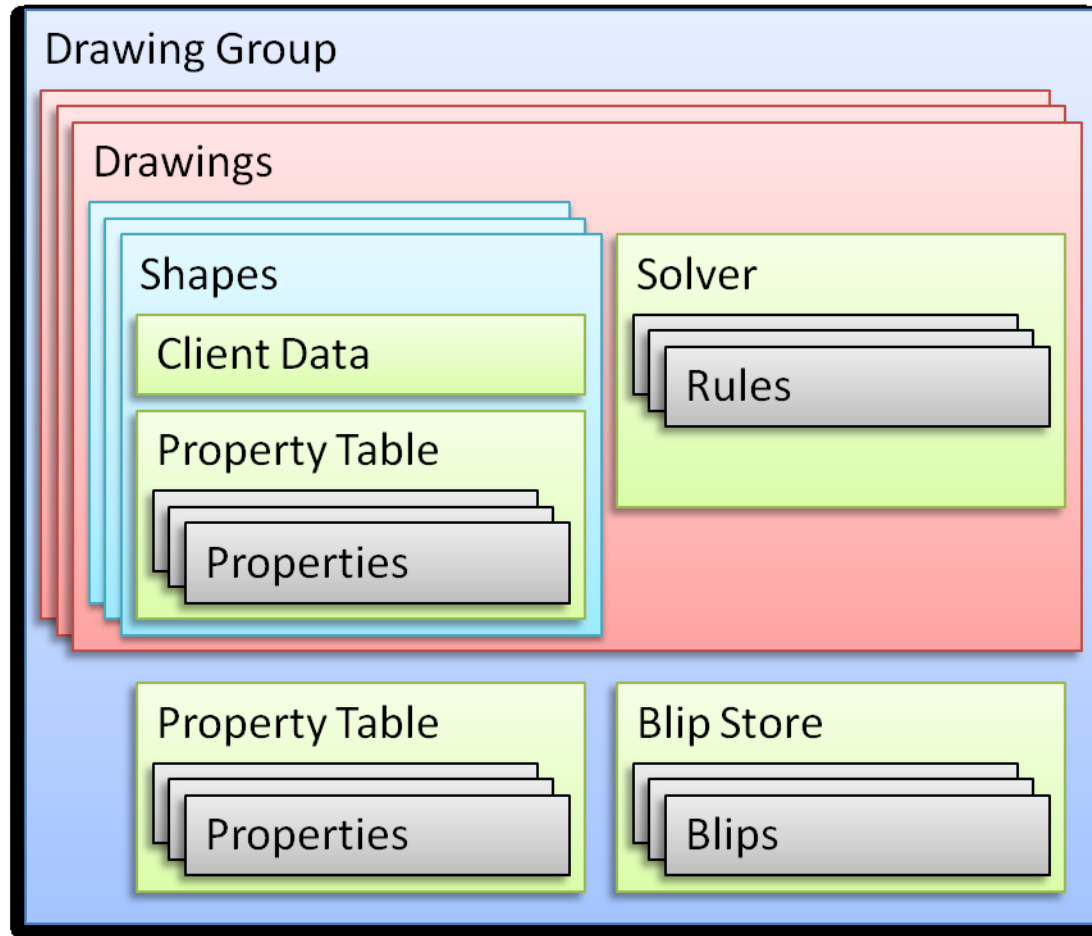 Drawing Group
Drawings
Shapes
Client Data
Property Table
Properties
Solver
Rules
Property Table
Properties
Blip Store
Blips